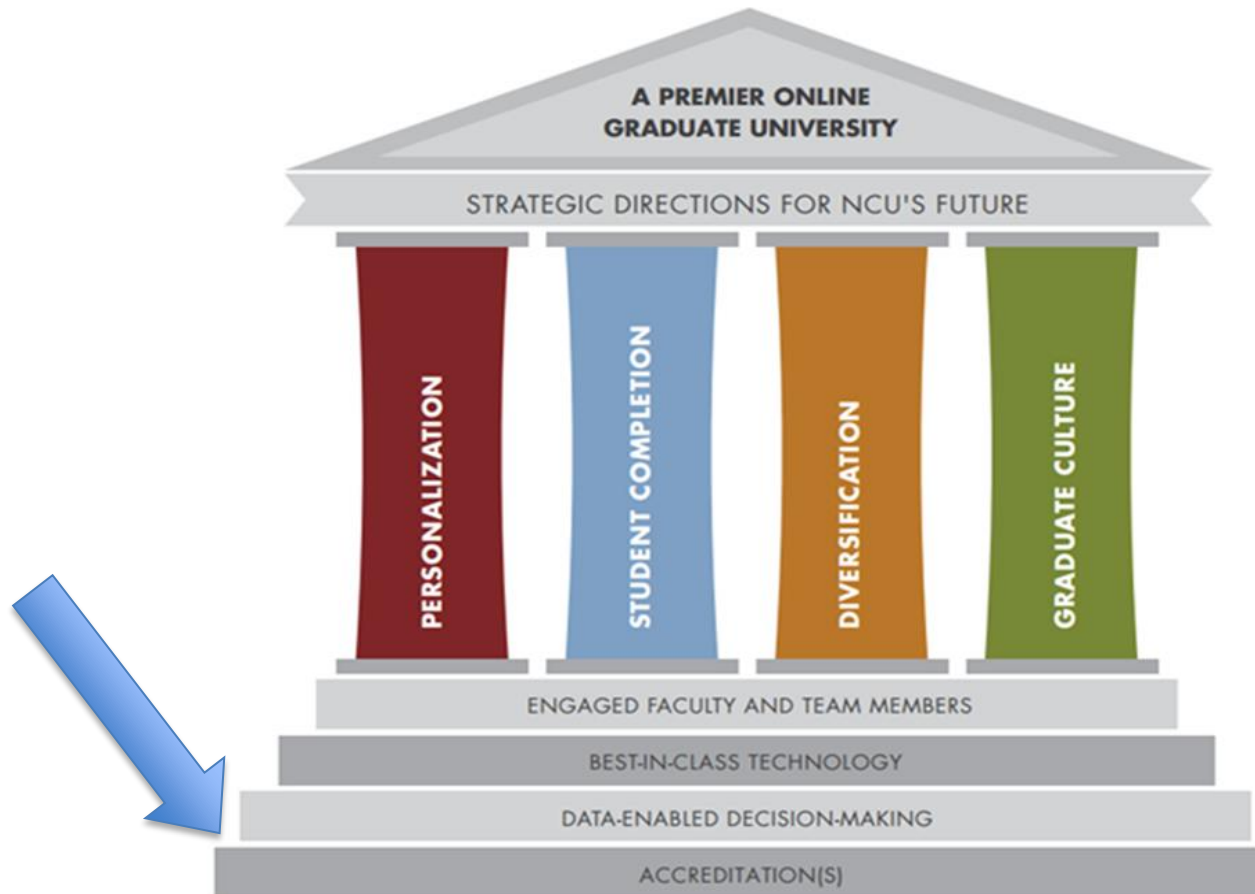 A PREMIER ONLINE
GRADUATE UNIVERSITY
STRATEGIC DIRECTIONS FOR NCU'S FUTURE
PERSONALIZATION
STUDENT COMPLETION
DIVERSIFICATION
GRADUATE CULTURE
ENGAGED FACULTY AND TEAM MEMBERS
BEST-IN-CLASS TECHNOLOGY
DATA-ENABLED DECISION-MAKING
ACCREDITATION(S)